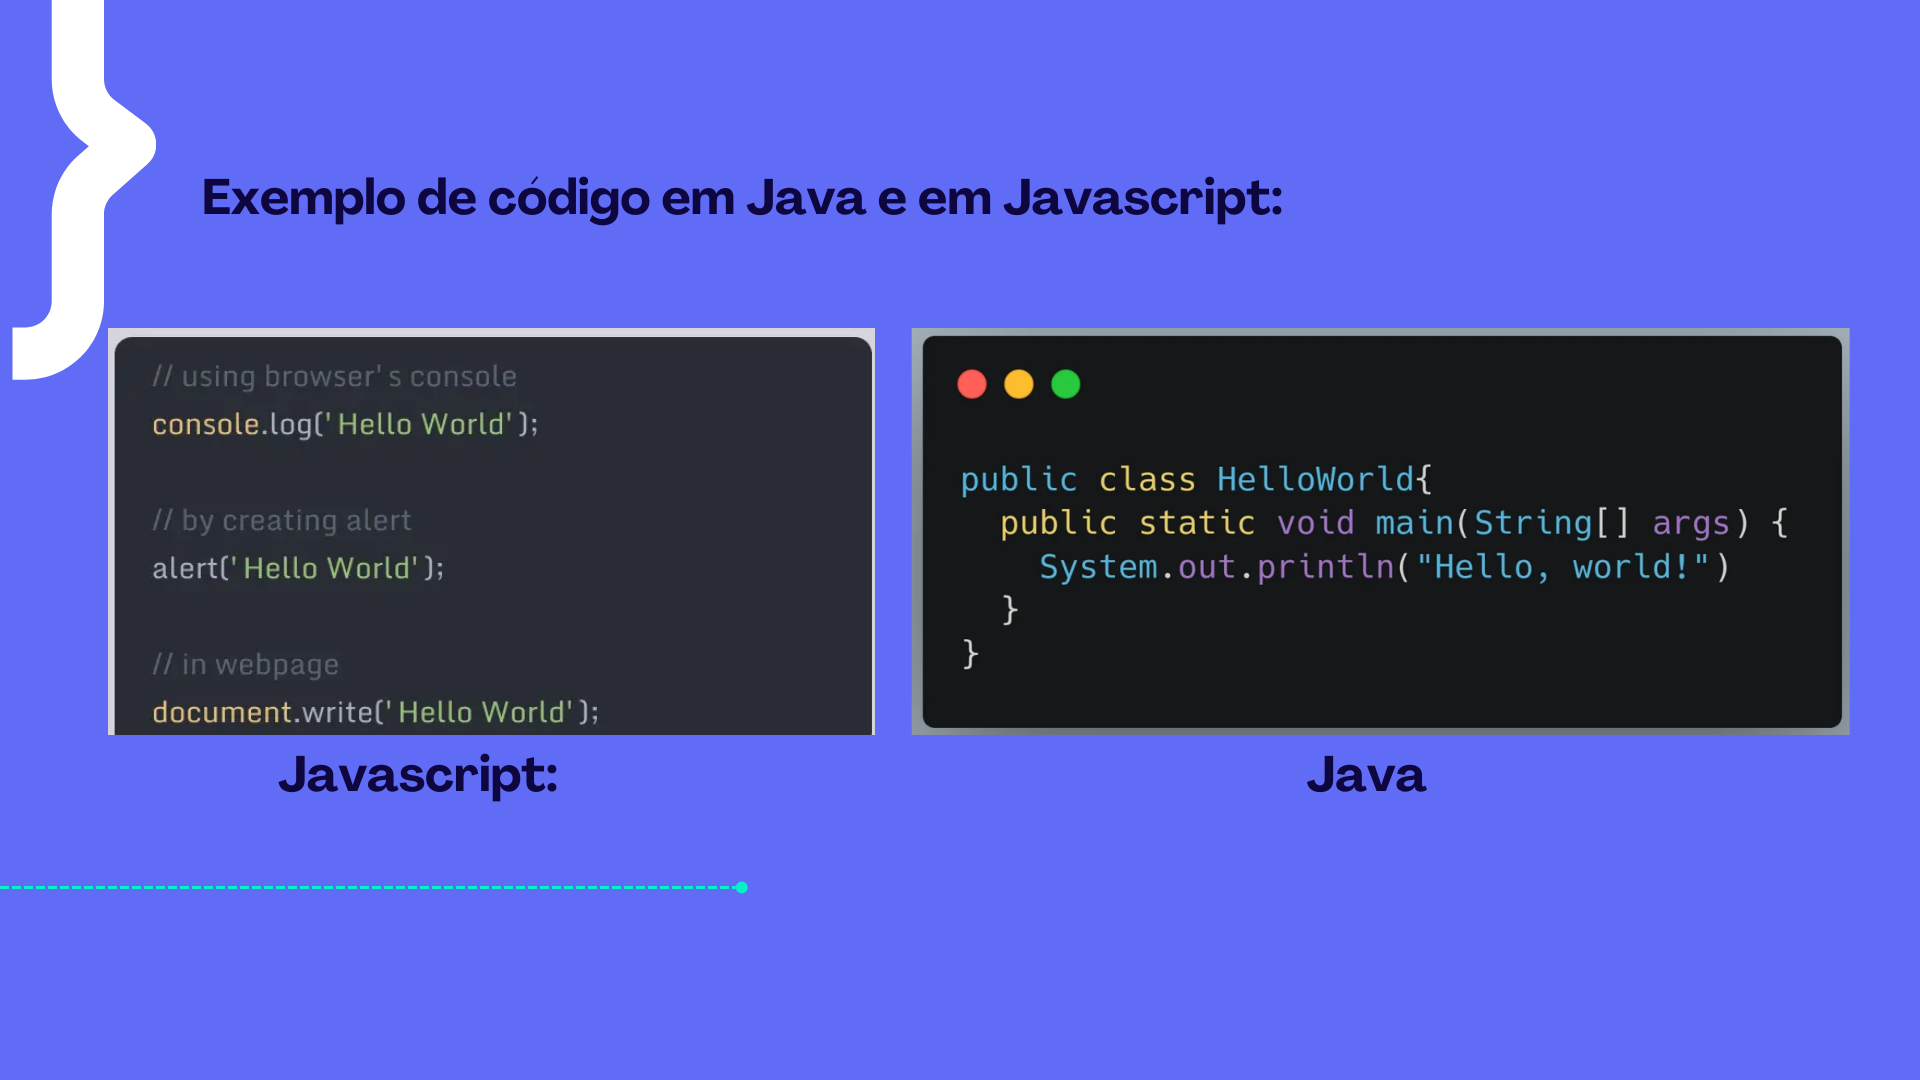 Exemplo de código em Java e em Javascript:
// using browser's console
console.log('Hello World');
// by creating alert
alert('Hello World');
// in webpage
document.write('Hello World');
Javascript:
public class HelloWorld{
public static void main(String[] args) {
System.out.println("Hello, world!")
}
}
Java